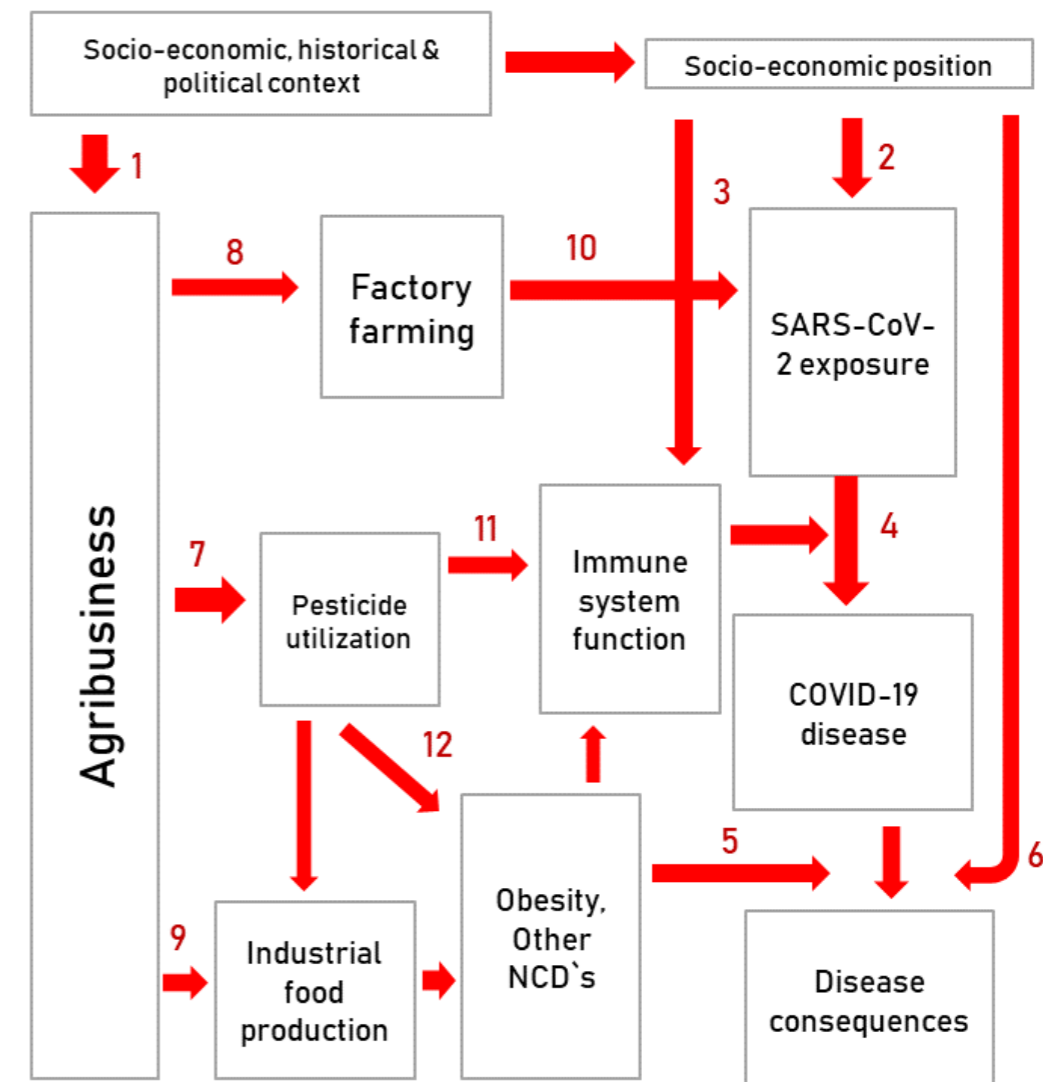 Socio-economic, historical &
political context
Socio-economic position
1
2
3
8
10
Factory
farming
SARS-CoV-
2 exposure
Agribusiness
7
11
4
Pesticide
utilization
Immune
system
function
COVID-19
disease
12
5
6
9
Industrial
food
production
Obesity,
Other
NCD`s
Disease
consequences